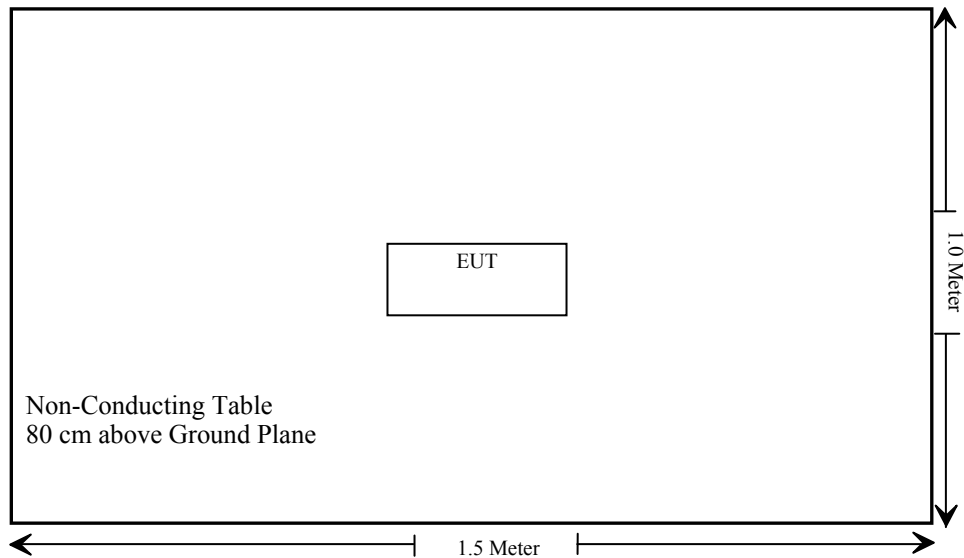 EUT
1.0 Meter
Non-Conducting Table
80 cm above Ground Plane
1.5 Meter